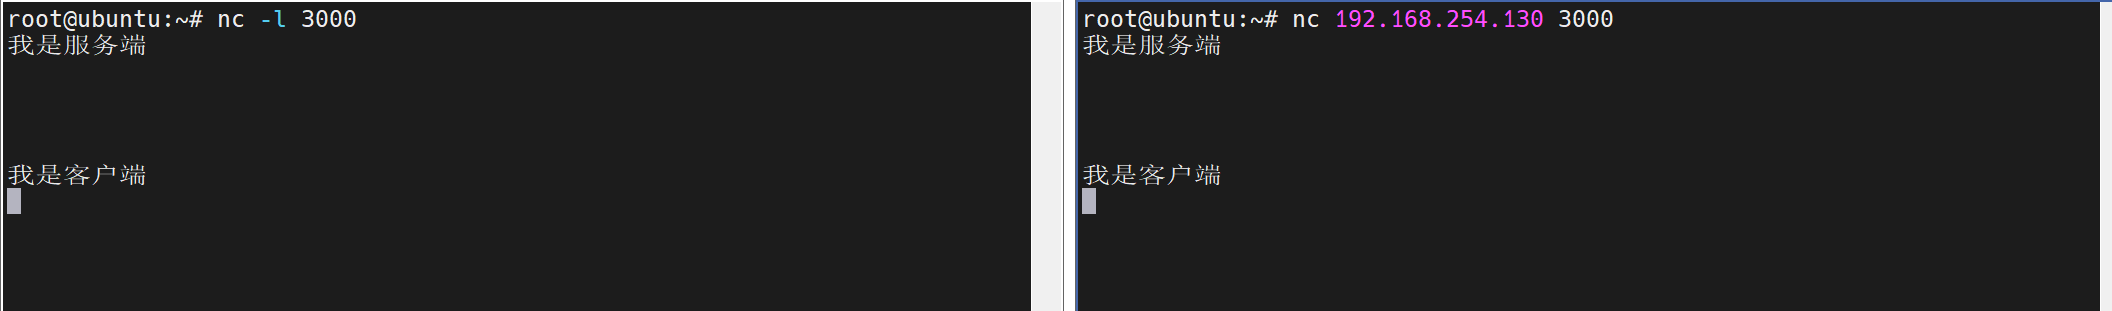 root@ubuntu:~# nc -l 3000
我是服务端
我是客户端
root@ubuntu:~# nc 192.168.254.130 3000
我是服务端
我是客户端